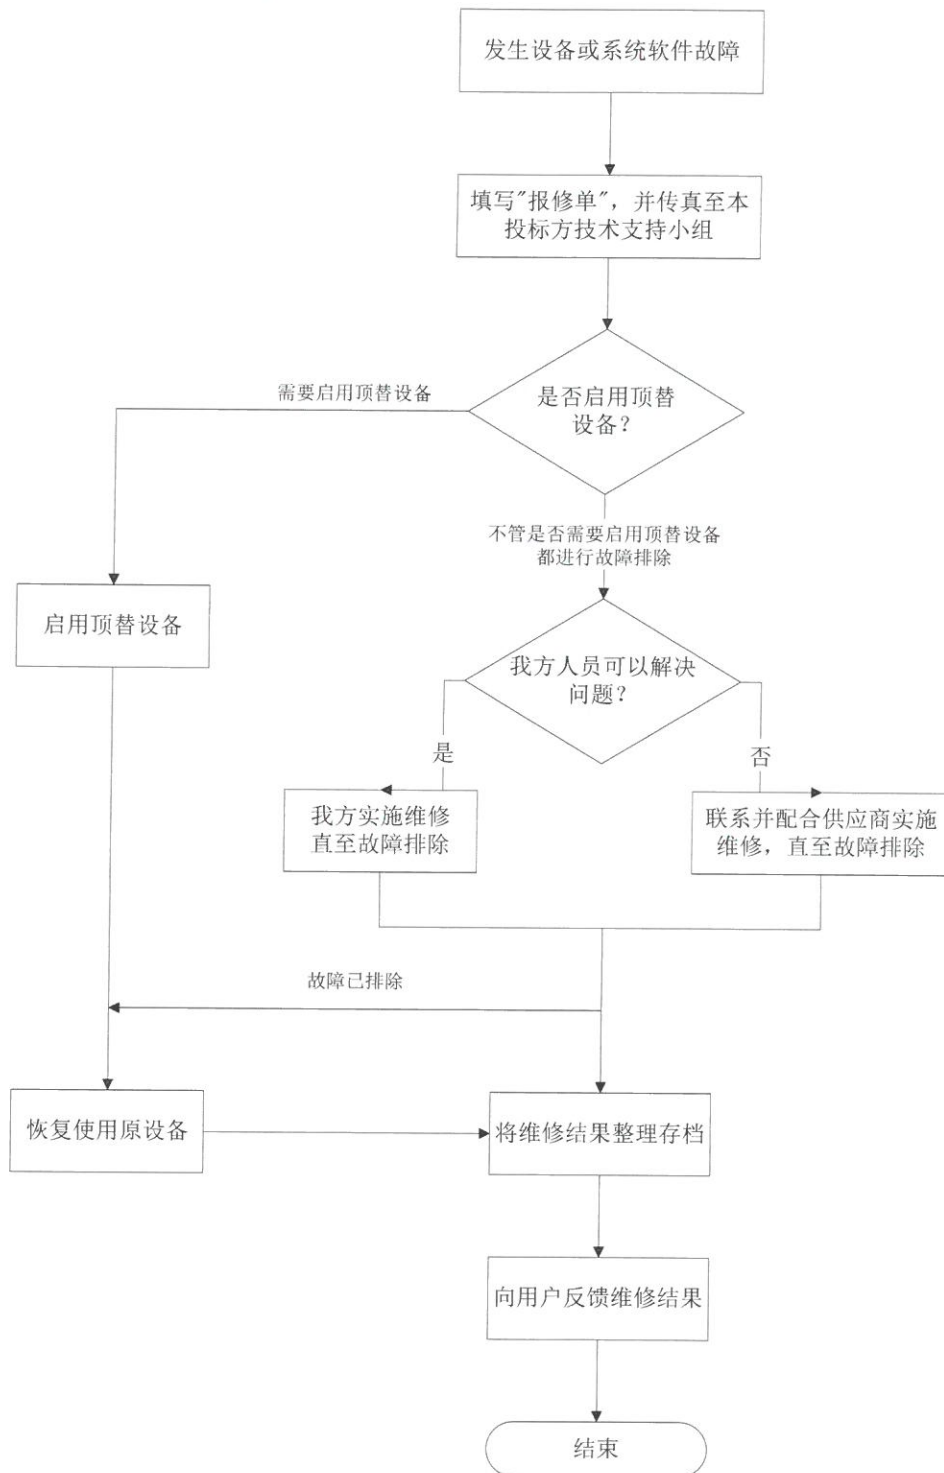 发生设备或系统软件故障
填写"报修单"，并传真至本
投标方技术支持小组
需要启用顶替设备
是否启用顶替
设备？
不管是否需要启用顶替设备
都进行故障排除
启用顶替设备
我方人员可以解决
问题？
是
否
我方实施维修
直至故障排除
联系并配合供应商实施
维修，直至故障排除
故障已排除
恢复使用原设备
将维修结果整理存档
向用户反馈维修结果
结束